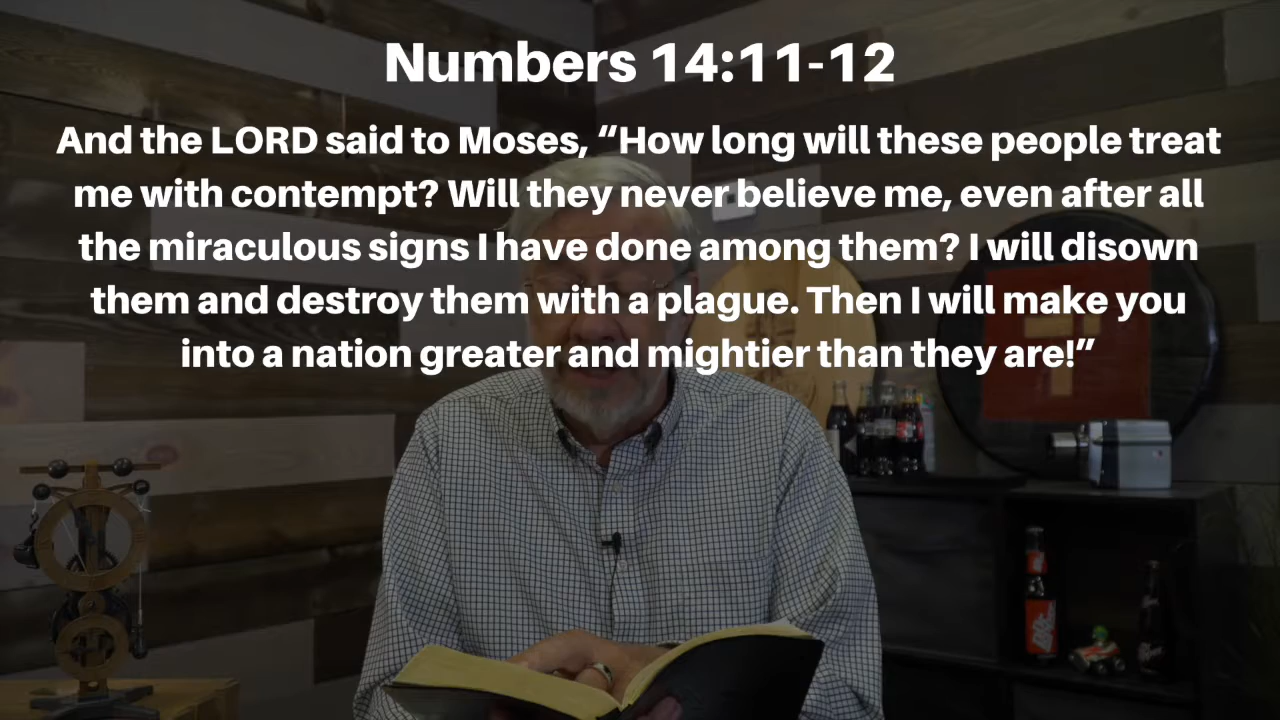 Numbers 14:11-12
And the LORD said to Moses, “How long will these people treat
me with contempt? Will they never believe me, even after all
the miraculous signs I have done among them? I will disown
them and destroy them with a plague. Then I will make you
into a nation greater and mightier than they are!”